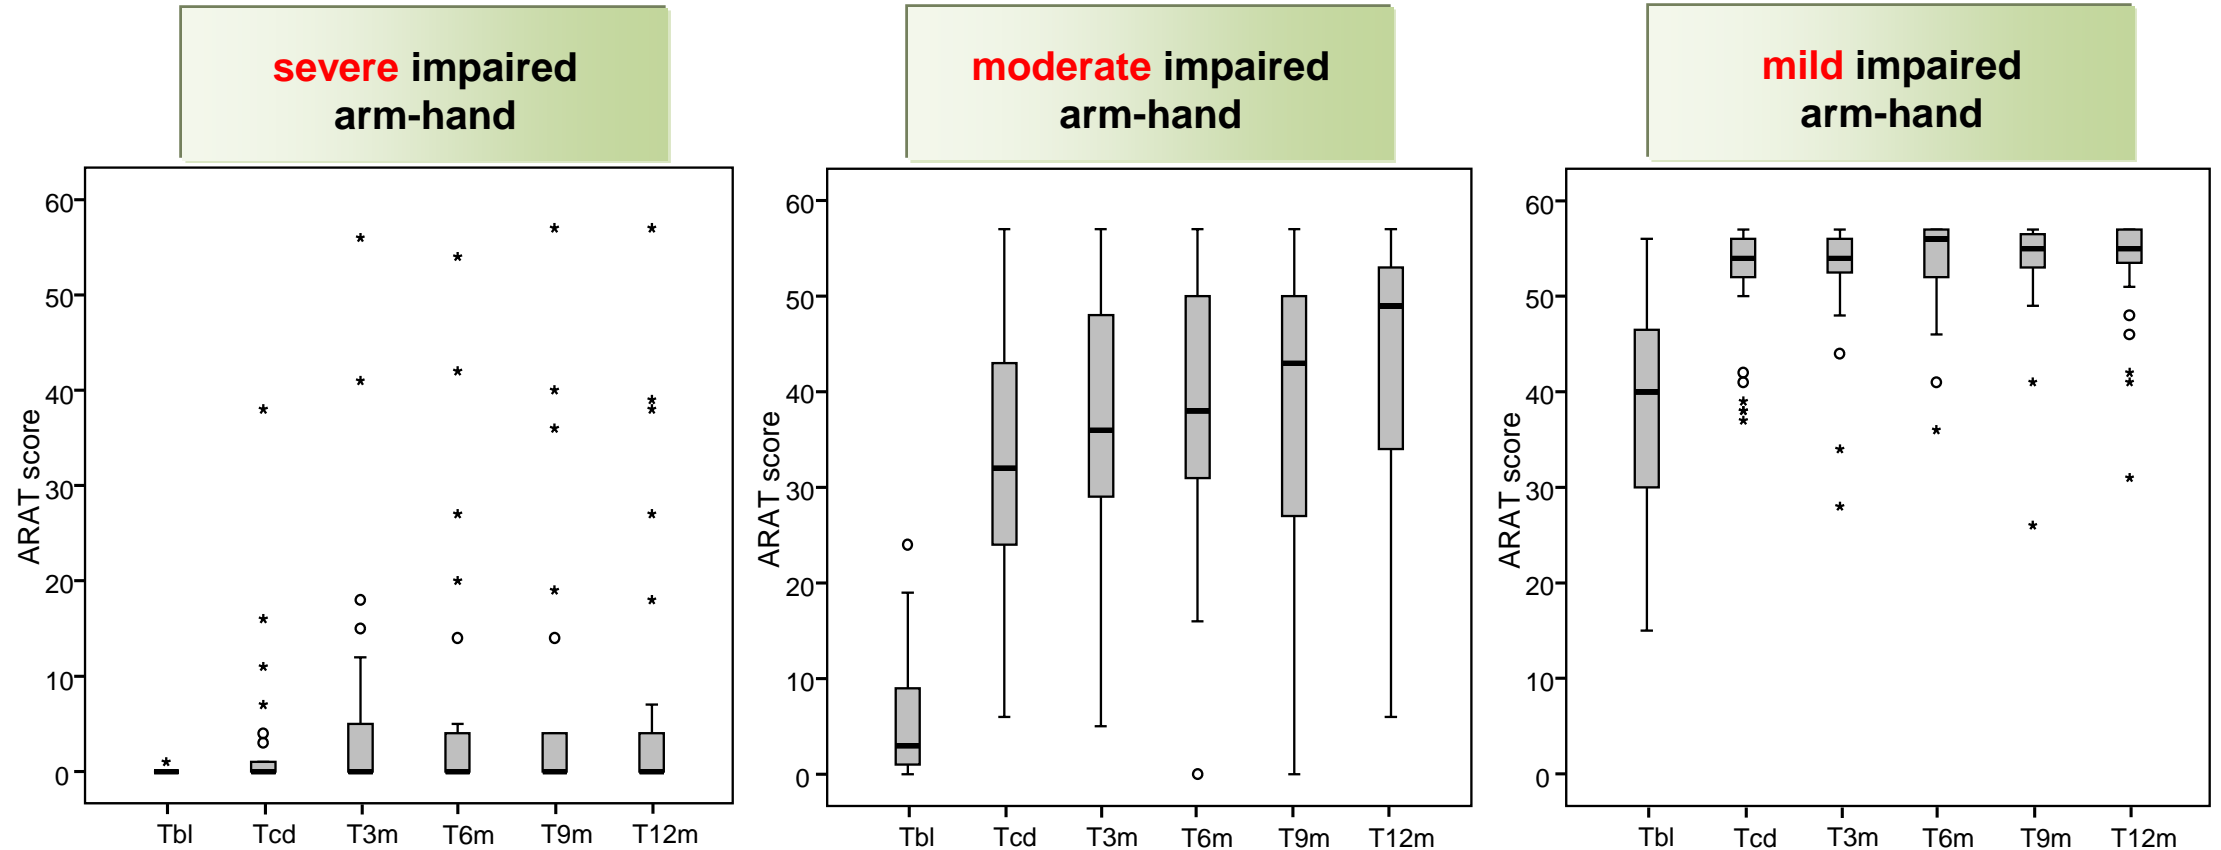 severe impaired
arm-hand
moderate impaired
arm-hand
mild impaired
arm-hand
ARAT score
60
50
40
30
20
10
0
Tbl Tcd T3m T6m T9m T12m
ARAT score
60
50
40
30
20
10
0
Tbl Tcd T3m T6m T9m T12m
ARAT score
60
50
40
30
20
10
0
Tbl Tcd T3m T6m T9m T12m